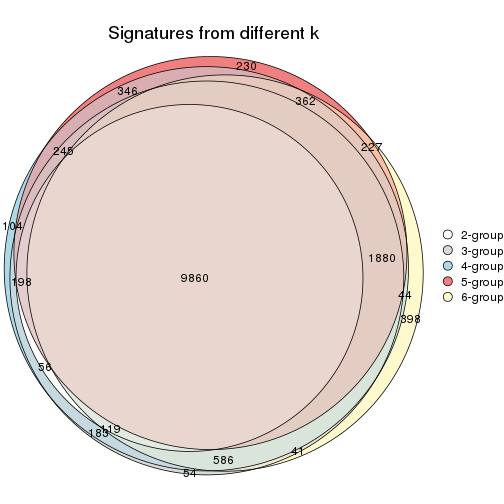 Signatures from different k
230
346
362
227
245
104
1880
9860
198
44
398
56
119
183
41
586
54
2-group
3-group
4-group
5-group
6-group